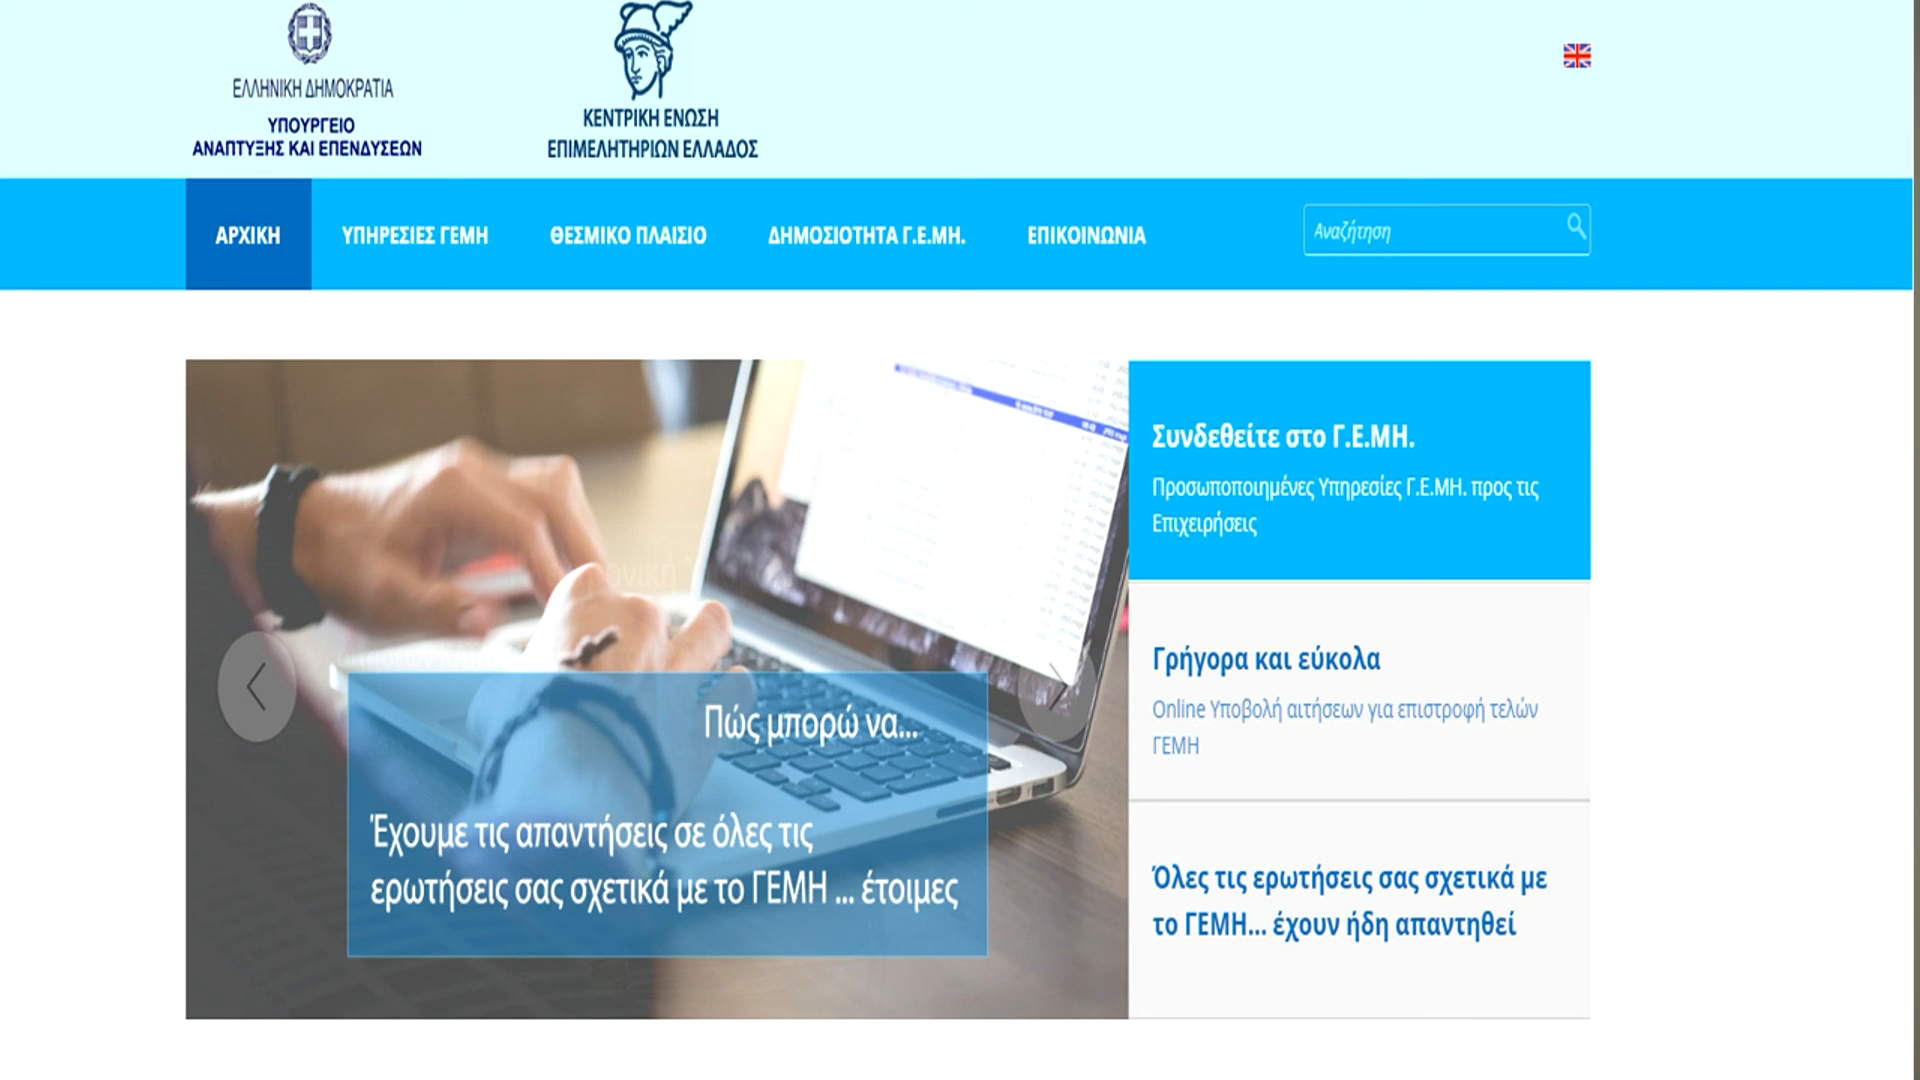 ΕΛΛΗΝΙΚΗ ΔΗΜΟΚΡΑΤΙΑ
ΥΠΟΥΡΓΕΙΟ
ΑΝΑΠΤΥΞΗΣ ΚΑΙ ΕΠΕΝΔΥΣΕΩΝ
ΚΕΝΤΡΙΚΗ ΕΝΩΣΗ
ΕΠΙΜΕΛΗΤΗΡΙΩΝ ΕΛΛΑΔΟΣ
ΑΡΧΙΚΗ ΥΠΗΡΕΣΙΕΣ ΓΕΜΗ ΘΕΣΜΙΚΟ ΠΛΑΙΣΙΟ ΔΗΜΟΣΙΟΤΗΤΑ Γ.Ε.ΜΗ. ΕΠΙΚΟΙΝΩΝΙΑ Αναζήτηση
Πώς μπορώ να...
Έχουμε τις απαντήσεις σε όλες τις
ερωτήσεις σας σχετικά με το ΓΕΜΗ ... έτοιμες
Συνδεθείτε στο Γ.Ε.ΜΗ.
Προσωποποιημένες Υπηρεσίες Γ.Ε.ΜΗ. προς τις
Επιχειρήσεις
Γρήγορα και εύκολα
Online Υποβολή αιτήσεων για επιστροφή τελών
ΓΕΜΗ
Όλες τις ερωτήσεις σας σχετικά με
το ΓΕΜΗ... έχουν ήδη απαντηθεί